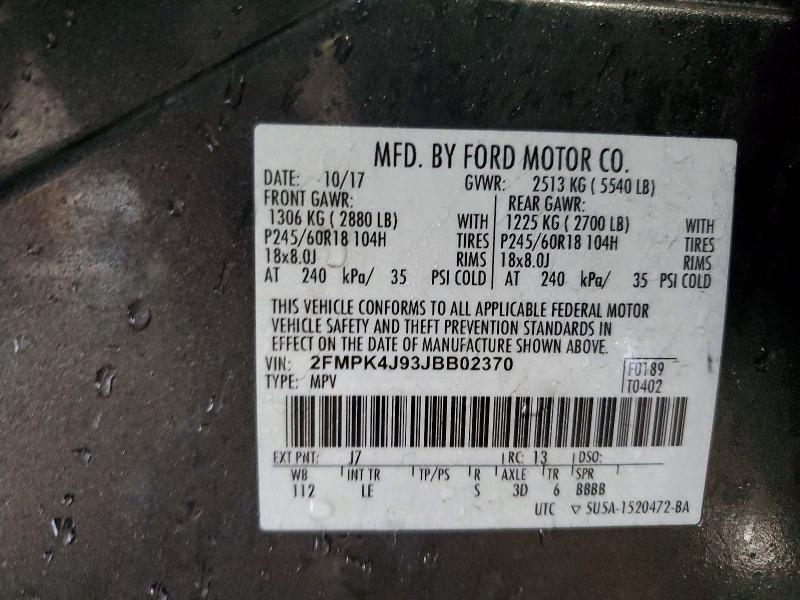 MFD. BY FORD MOTOR CO.
DATE: 10/17 GVWR: 2513 KG ( 5540 LB)
FRONT GAWR: REAR GAWR:
1306 KG ( 2880 LB) WITH 1225 KG ( 2700 LB) WITH
P245/60R18 104H TIRES P245/60R18 104H TIRES
18x8.0J RIMS 18x8.0J RIMS
AT 240 kPa/ 35 PSI COLD AT 240 kPa/ 35 PSI COLD
THIS VEHICLE CONFORMS TO ALL APPLICABLE FEDERAL MOTOR
VEHICLE SAFETY AND THEFT PREVENTION STANDARDS IN
EFFECT ON THE DATE OF MANUFACTURE SHOWN ABOVE.
VIN: 2FMPK4J93JBB02370 F0189
TYPE: MPV T0402
EXT PNT: J7 RC: 13 DSO:
WB INT TR TP/PS R AXLE TR SPR
112 LE S 3D 6 BBBB
UTC ▽ 5U5A-1520472-BA